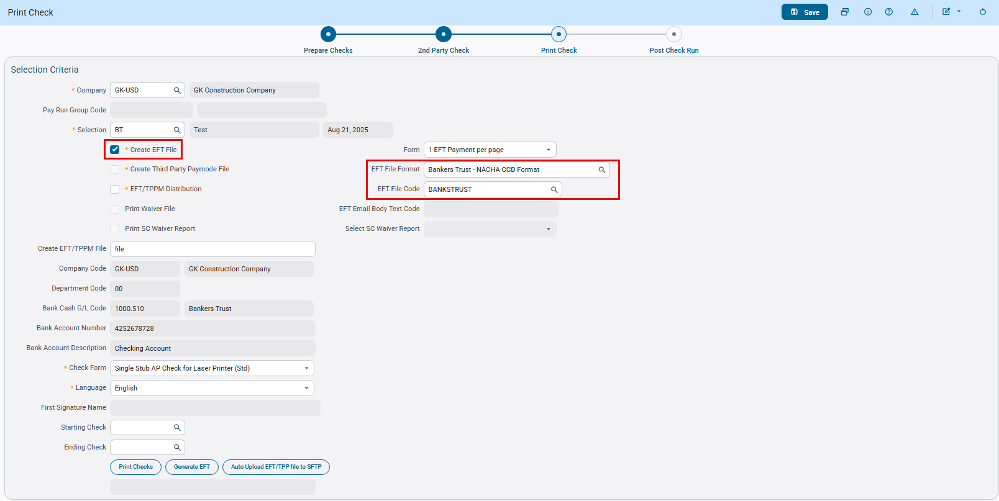 Print Check
Save
Prepare Checks
2nd Party Check
Print Check
Post Check Run
Selection Criteria
* Company GK-USD GK Construction Company
Pay Run Group Code
* Selection BT Test Aug 21, 2025
* Create EFT File Form 1 EFT Payment per page
* Create Third Party Paymode File EFT File Format Bankers Trust - NACHA CCD Format
* EFT/TPPM Distribution EFT File Code BANKSTRUST
Print Waiver File EFT Email Body Text Code
Print SC Waiver Report Select SC Waiver Report
Create EFT/TPPM File file
Company Code GK-USD GK Construction Company
Department Code 00
Bank Cash G/L Code 1000.510 Bankers Trust
Bank Account Number 4252678728
Bank Account Description Checking Account
* Check Form Single Stub AP Check for Laser Printer (Std)
* Language English
First Signature Name
Starting Check
Ending Check
Print Checks Generate EFT Auto Upload EFT/TPP file to SFTP